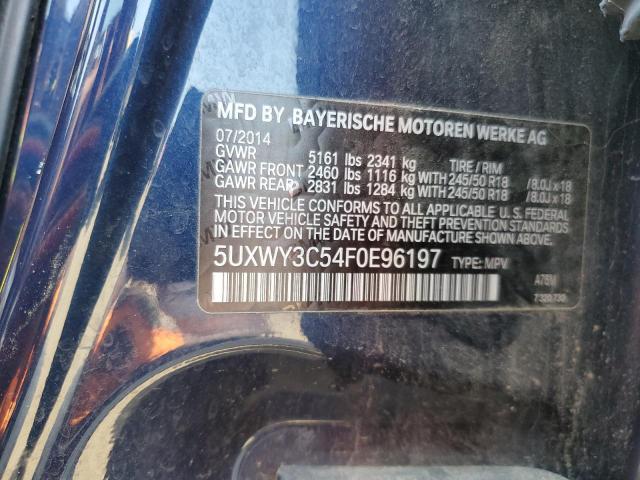 MFD BY BAYERISCHE MOTOREN WERKE AG
07/2014
GVWR 5161 lbs 2341 kg TIRE / RIM
GAWR FRONT 2460 lbs 1116 kg WITH 245/50 R18 /8.0J x 18
GAWR REAR 2831 lbs 1284 kg WITH 245/50 R18 /8.0J x 18
THIS VEHICLE CONFORMS TO ALL APPLICABLE U. S. FEDERAL
MOTOR VEHICLE SAFETY AND THEFT PREVENTION STANDARDS
IN EFFECT ON THE DATE OF MANUFACTURE SHOWN ABOVE.
5UXWY3C54F0E96197 TYPE: MPV
7320730